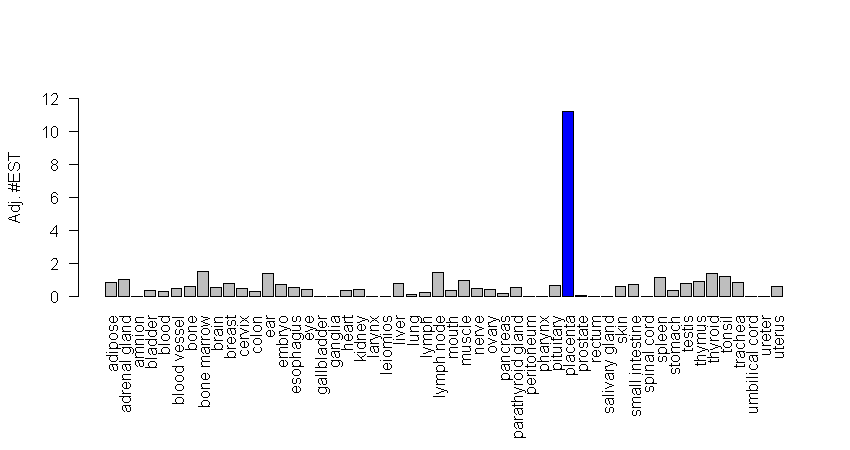 Adj. #EST
12
10
8
6
4
2
0
adipose
adrenal gland
amnion
bladder
blood
blood vessel
bone
bone marrow
brain
breast
cervix
colon
ear
embryo
esophagus
eye
gallbladder
ganglia
heart
kidney
larynx
leiomios
liver
lung
lymph
lymph node
mouth
muscle
nerve
ovary
pancreas
parathyroid gland
peritoneum
pharynx
pituitary
placenta
prostate
rectum
salivary gland
skin
small intestine
spinal cord
spleen
stomach
testis
thymus
thyroid
tonsil
trachea
umbilical cord
ureter
uterus